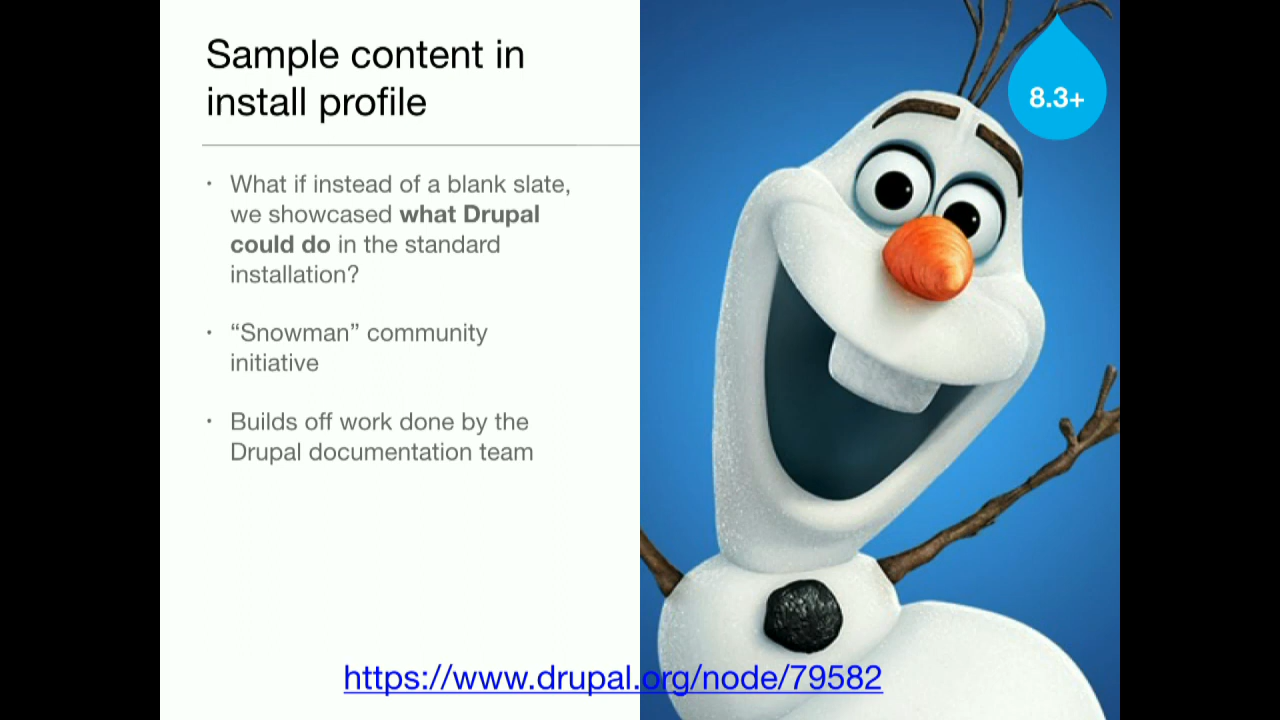 Sample content in
install profile
8.3+
• What if instead of a blank slate,
we showcased what Drupal
could do in the standard
installation?
• “Snowman” community
initiative
• Builds off work done by the
Drupal documentation team
https://www.drupal.org/node/79582